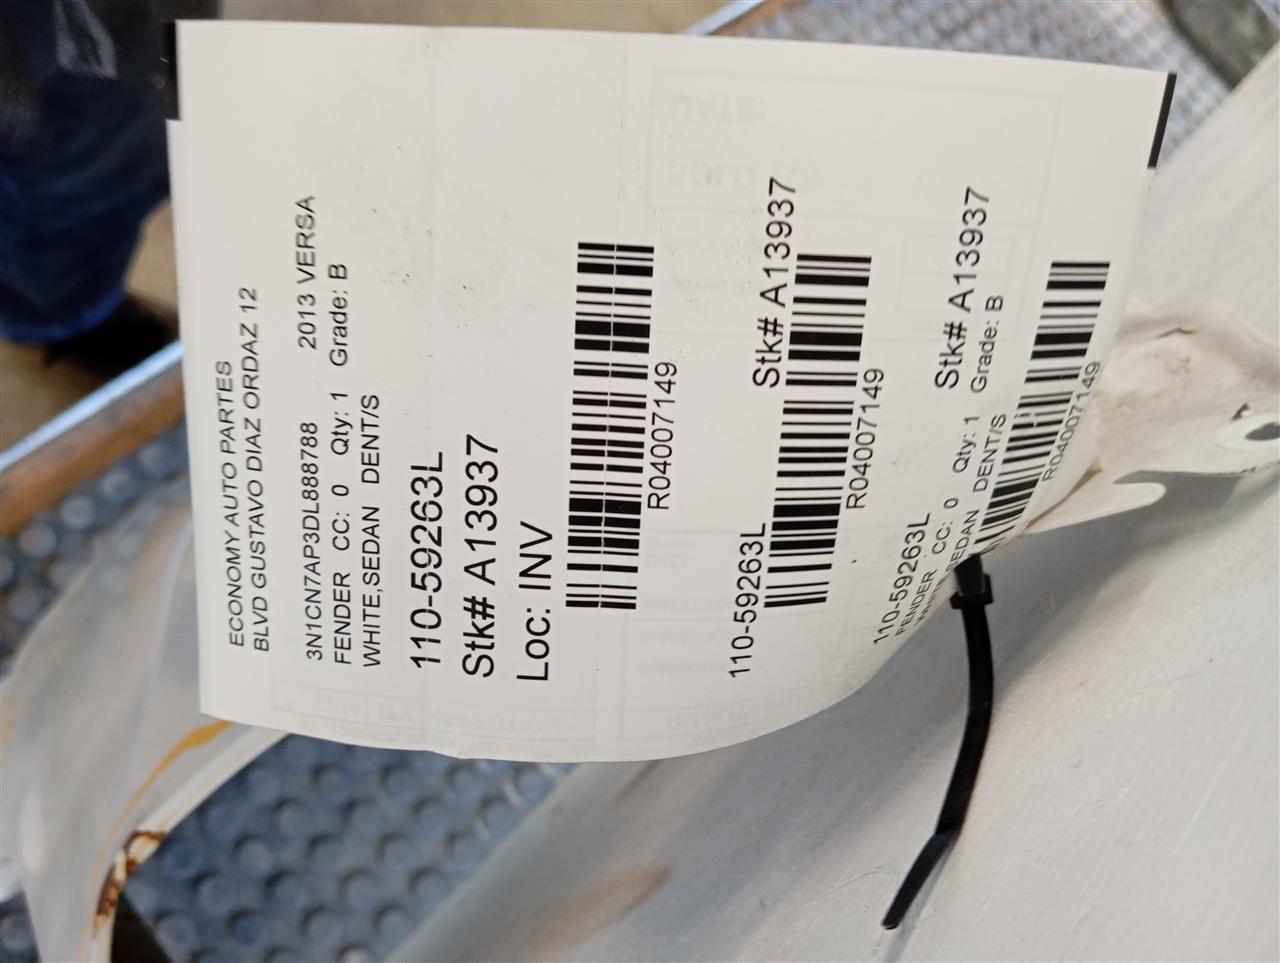 ECONOMY AUTO PARTES
BLVD GUSTAVO DIAZ ORDAZ 12
3N1CN7AP3DL888788 2013 VERSA
FENDER CC: 0 Qty: 1 Grade: B
WHITE,SEDAN DENT/S
110-59263L
Stk# A13937
Loc: INV
R04007149
110-59263L Stk# A13937
R04007149
110-59263L Stk# A13937
FENDER CC: 0 Qty: 1 Grade: B
WHITE,SEDAN DENT/S
R04007149